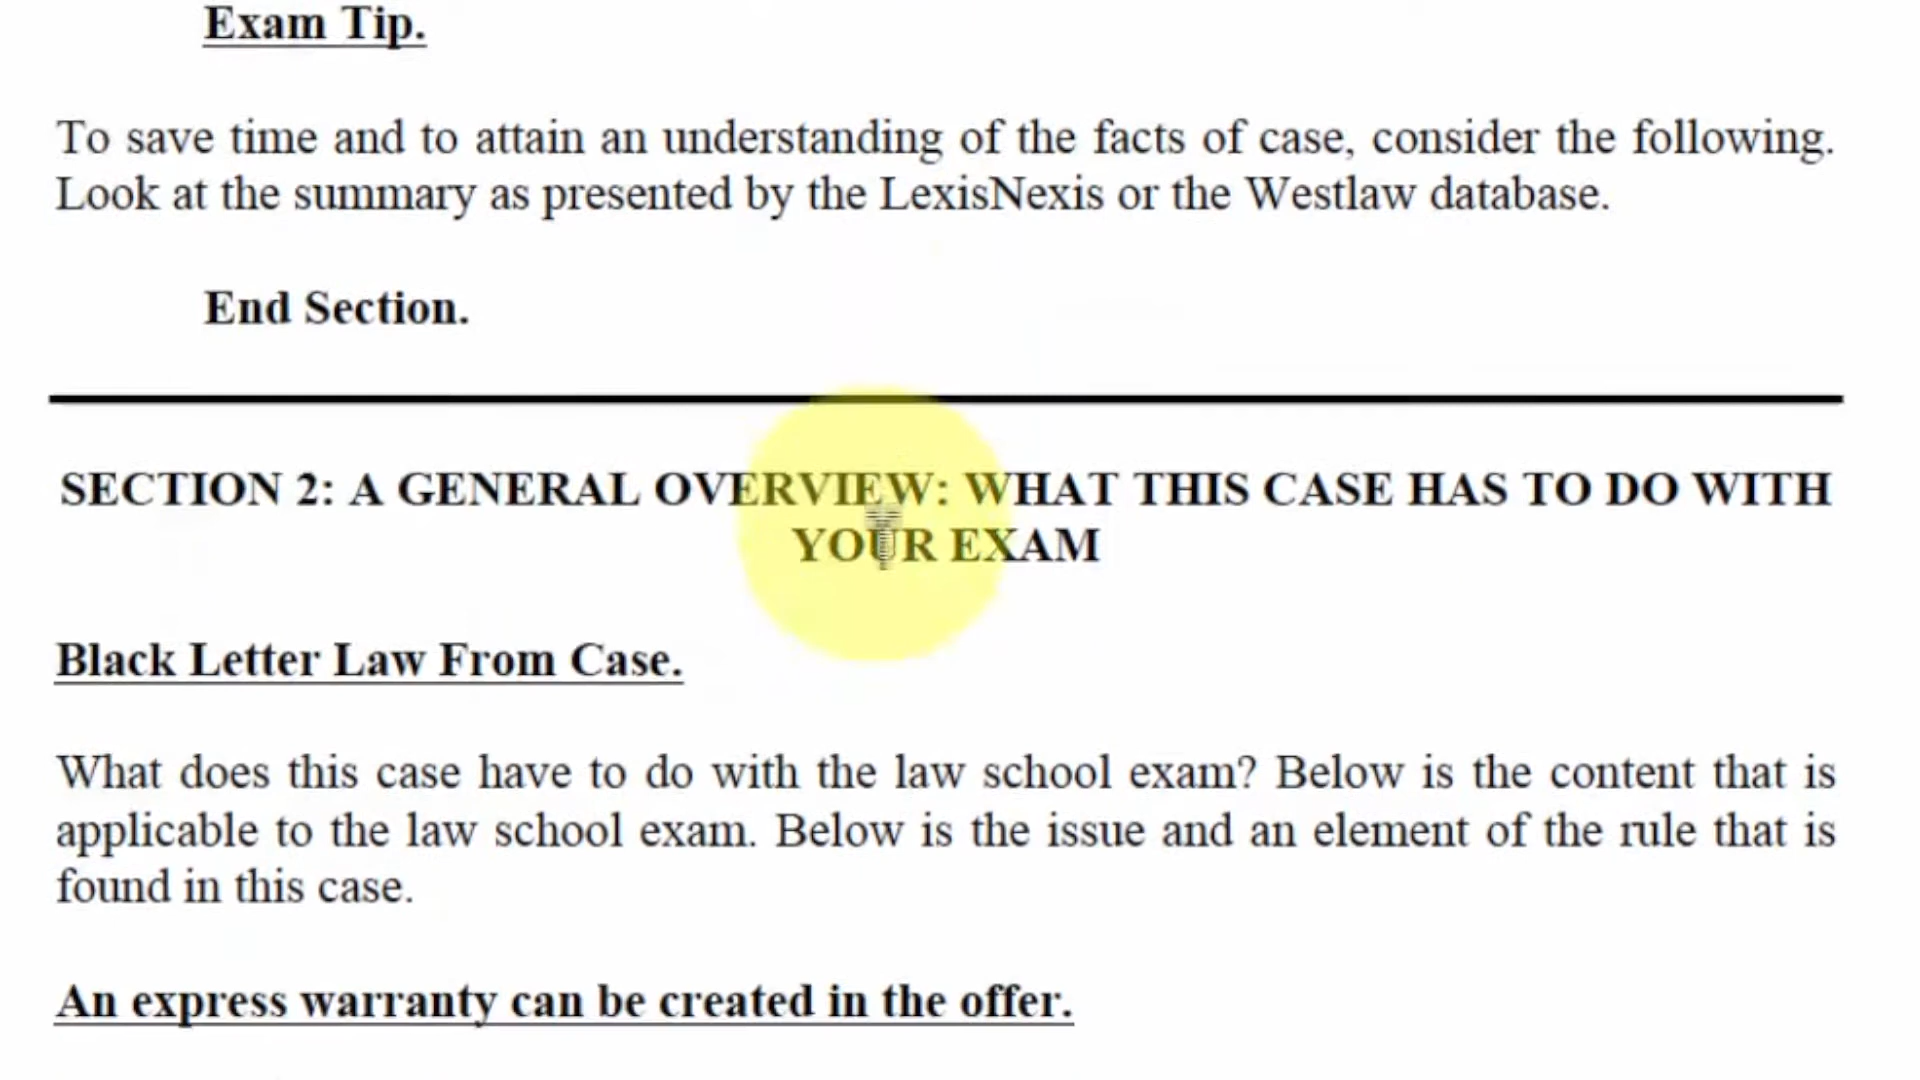 Exam Tip.
To save time and to attain an understanding of the facts of case, consider the following.
Look at the summary as presented by the LexisNexis or the Westlaw database.
End Section.
SECTION 2: A GENERAL OVERVIEW: WHAT THIS CASE HAS TO DO WITH
YOUR EXAM
Black Letter Law From Case.
What does this case have to do with the law school exam? Below is the content that is
applicable to the law school exam. Below is the issue and an element of the rule that is
found in this case.
An express warranty can be created in the offer.